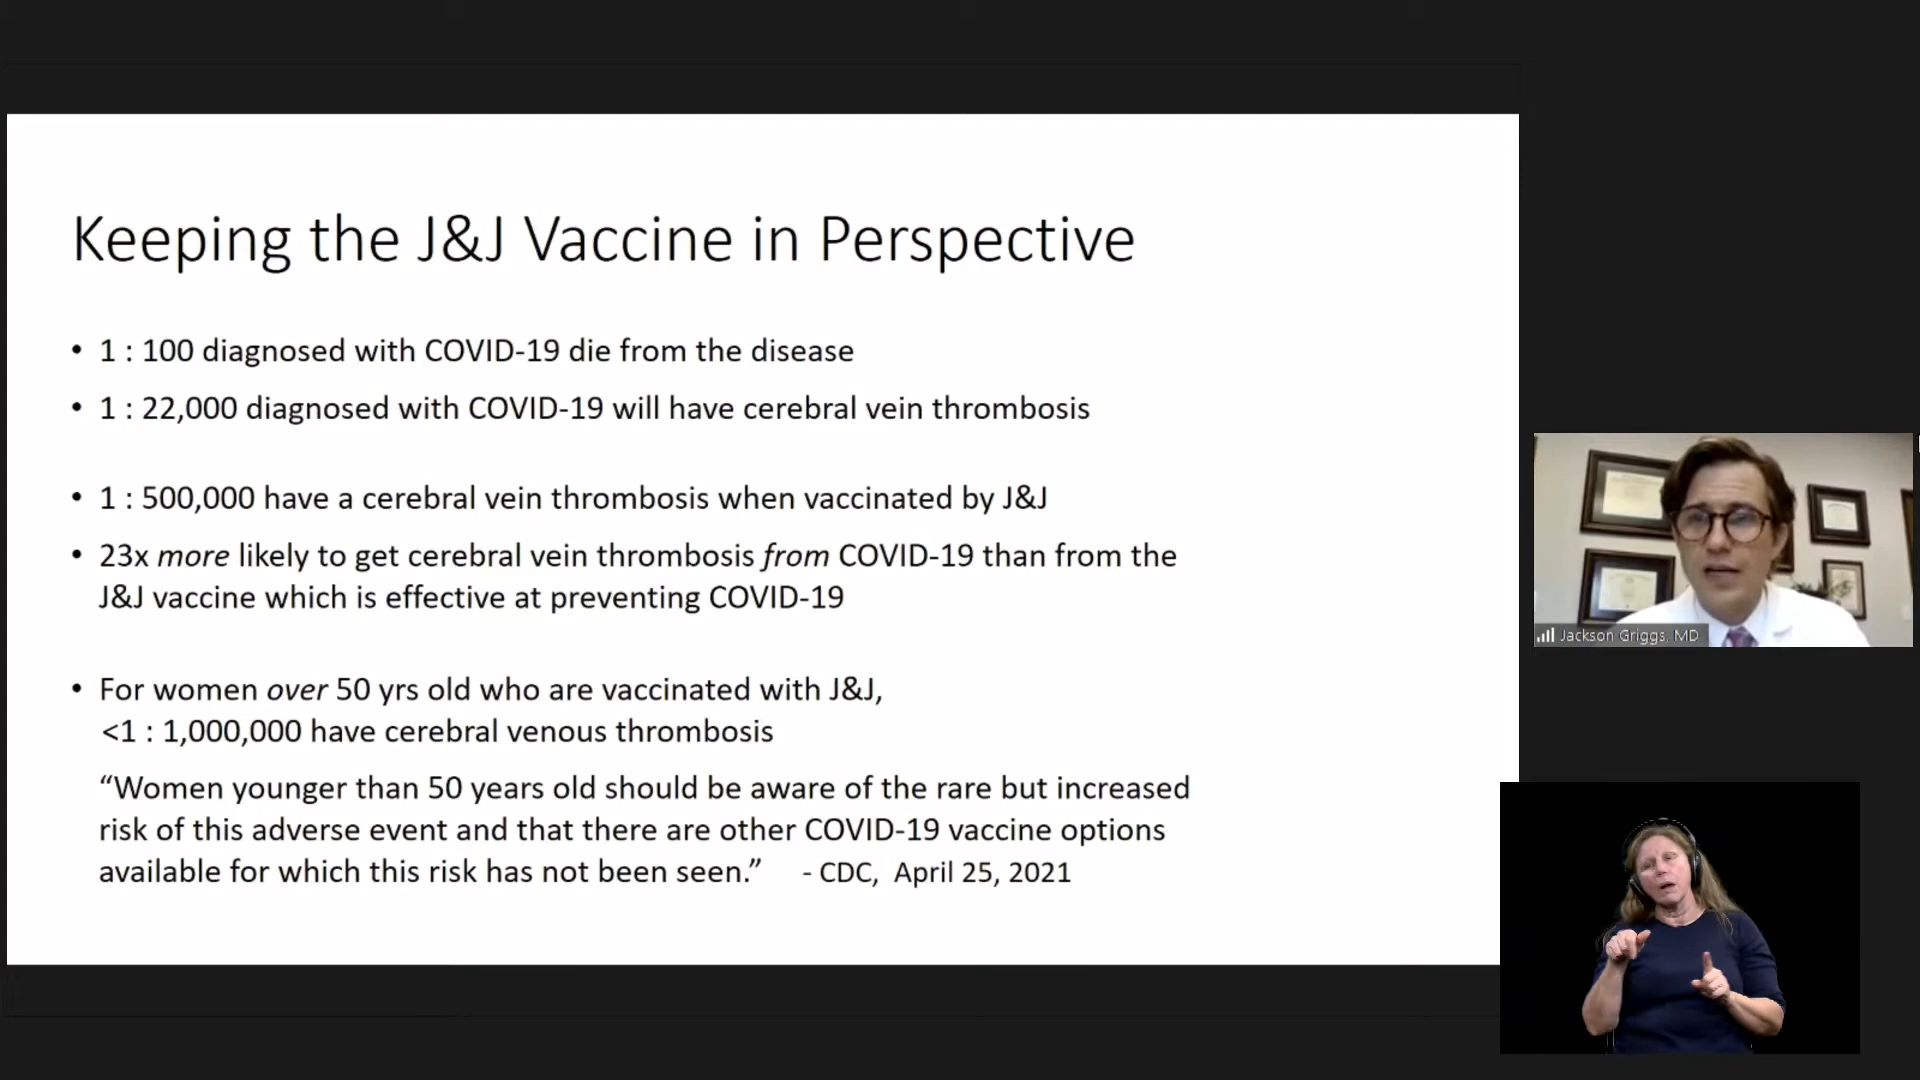 Keeping the J&J Vaccine in Perspective
• 1 : 100 diagnosed with COVID-19 die from the disease
• 1 : 22,000 diagnosed with COVID-19 will have cerebral vein thrombosis
• 1 : 500,000 have a cerebral vein thrombosis when vaccinated by J&J
• 23x more likely to get cerebral vein thrombosis from COVID-19 than from the
J&J vaccine which is effective at preventing COVID-19
• For women over 50 yrs old who are vaccinated with J&J,
<1 : 1,000,000 have cerebral venous thrombosis
“Women younger than 50 years old should be aware of the rare but increased
risk of this adverse event and that there are other COVID-19 vaccine options
available for which this risk has not been seen.” - CDC, April 25, 2021
Jackson Griggs, MD